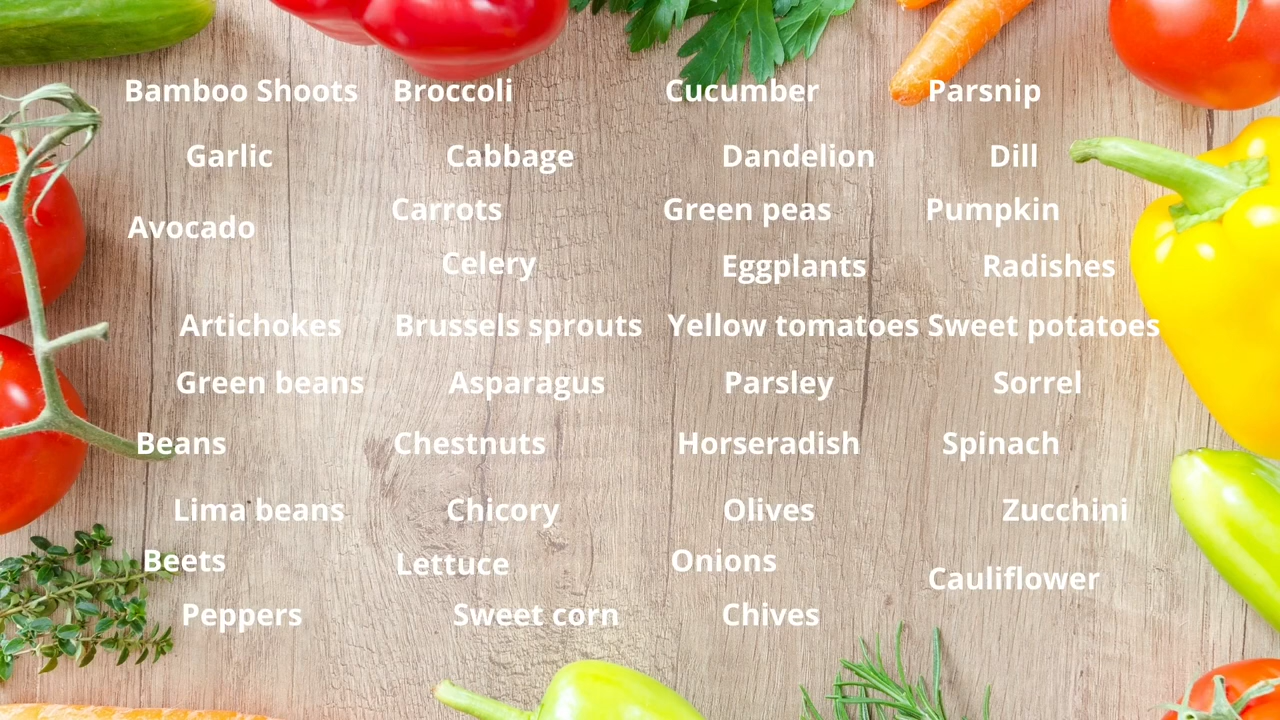 Bamboo Shoots
Garlic
Avocado
Artichokes
Green beans
Beans
Lima beans
Beets
Peppers
Broccoli
Cabbage
Carrots
Celery
Brussels sprouts
Asparagus
Chestnuts
Chicory
Lettuce
Sweet corn
Cucumber
Dandelion
Green peas
Eggplants
Yellow tomatoes
Parsley
Horseradish
Olives
Onions
Chives
Parsnip
Dill
Pumpkin
Radishes
Sweet potatoes
Sorrel
Spinach
Zucchini
Cauliflower